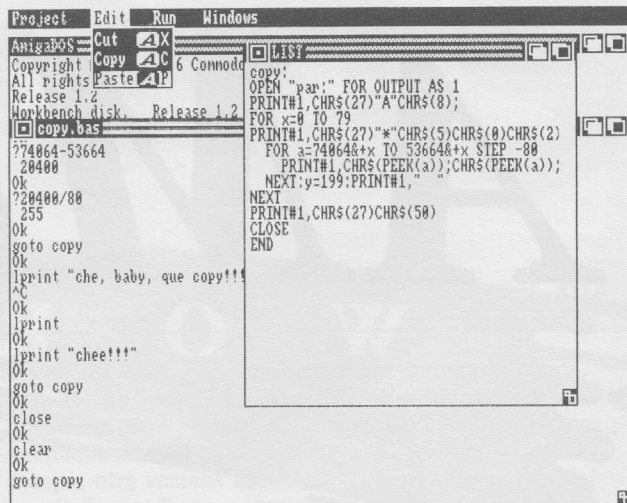 Project Edit Run Windows
Cut AX
Copy AC
Paste AP
AmigaDOS
Copyright 6 Commodo
All rights
Release 1.2
Workbench disk. Release 1.2
copy.bas
?74064-53664
20400
Ok
?20400/80
255
Ok
goto copy
Ok
lprint "che, baby, que copy!!!
^C
Ok
lprint
Ok
lprint "chee!!!"
Ok
goto copy
Ok
close
Ok
clear
Ok
goto copy
LIST
copy:
OPEN "par:" FOR OUTPUT AS 1
PRINT#1,CHR$(27)"A"CHR$(8);
FOR x=0 TO 79
PRINT#1,CHR$(27)"*"CHR$(5)CHR$(0)CHR$(2)
FOR a=74064&+x TO 53664&+x STEP -80
PRINT#1,CHR$(PEEK(a));CHR$(PEEK(a));
NEXT:y=199:PRINT#1," "
NEXT
PRINT#1,CHR$(27)CHR$(50)
CLOSE
END